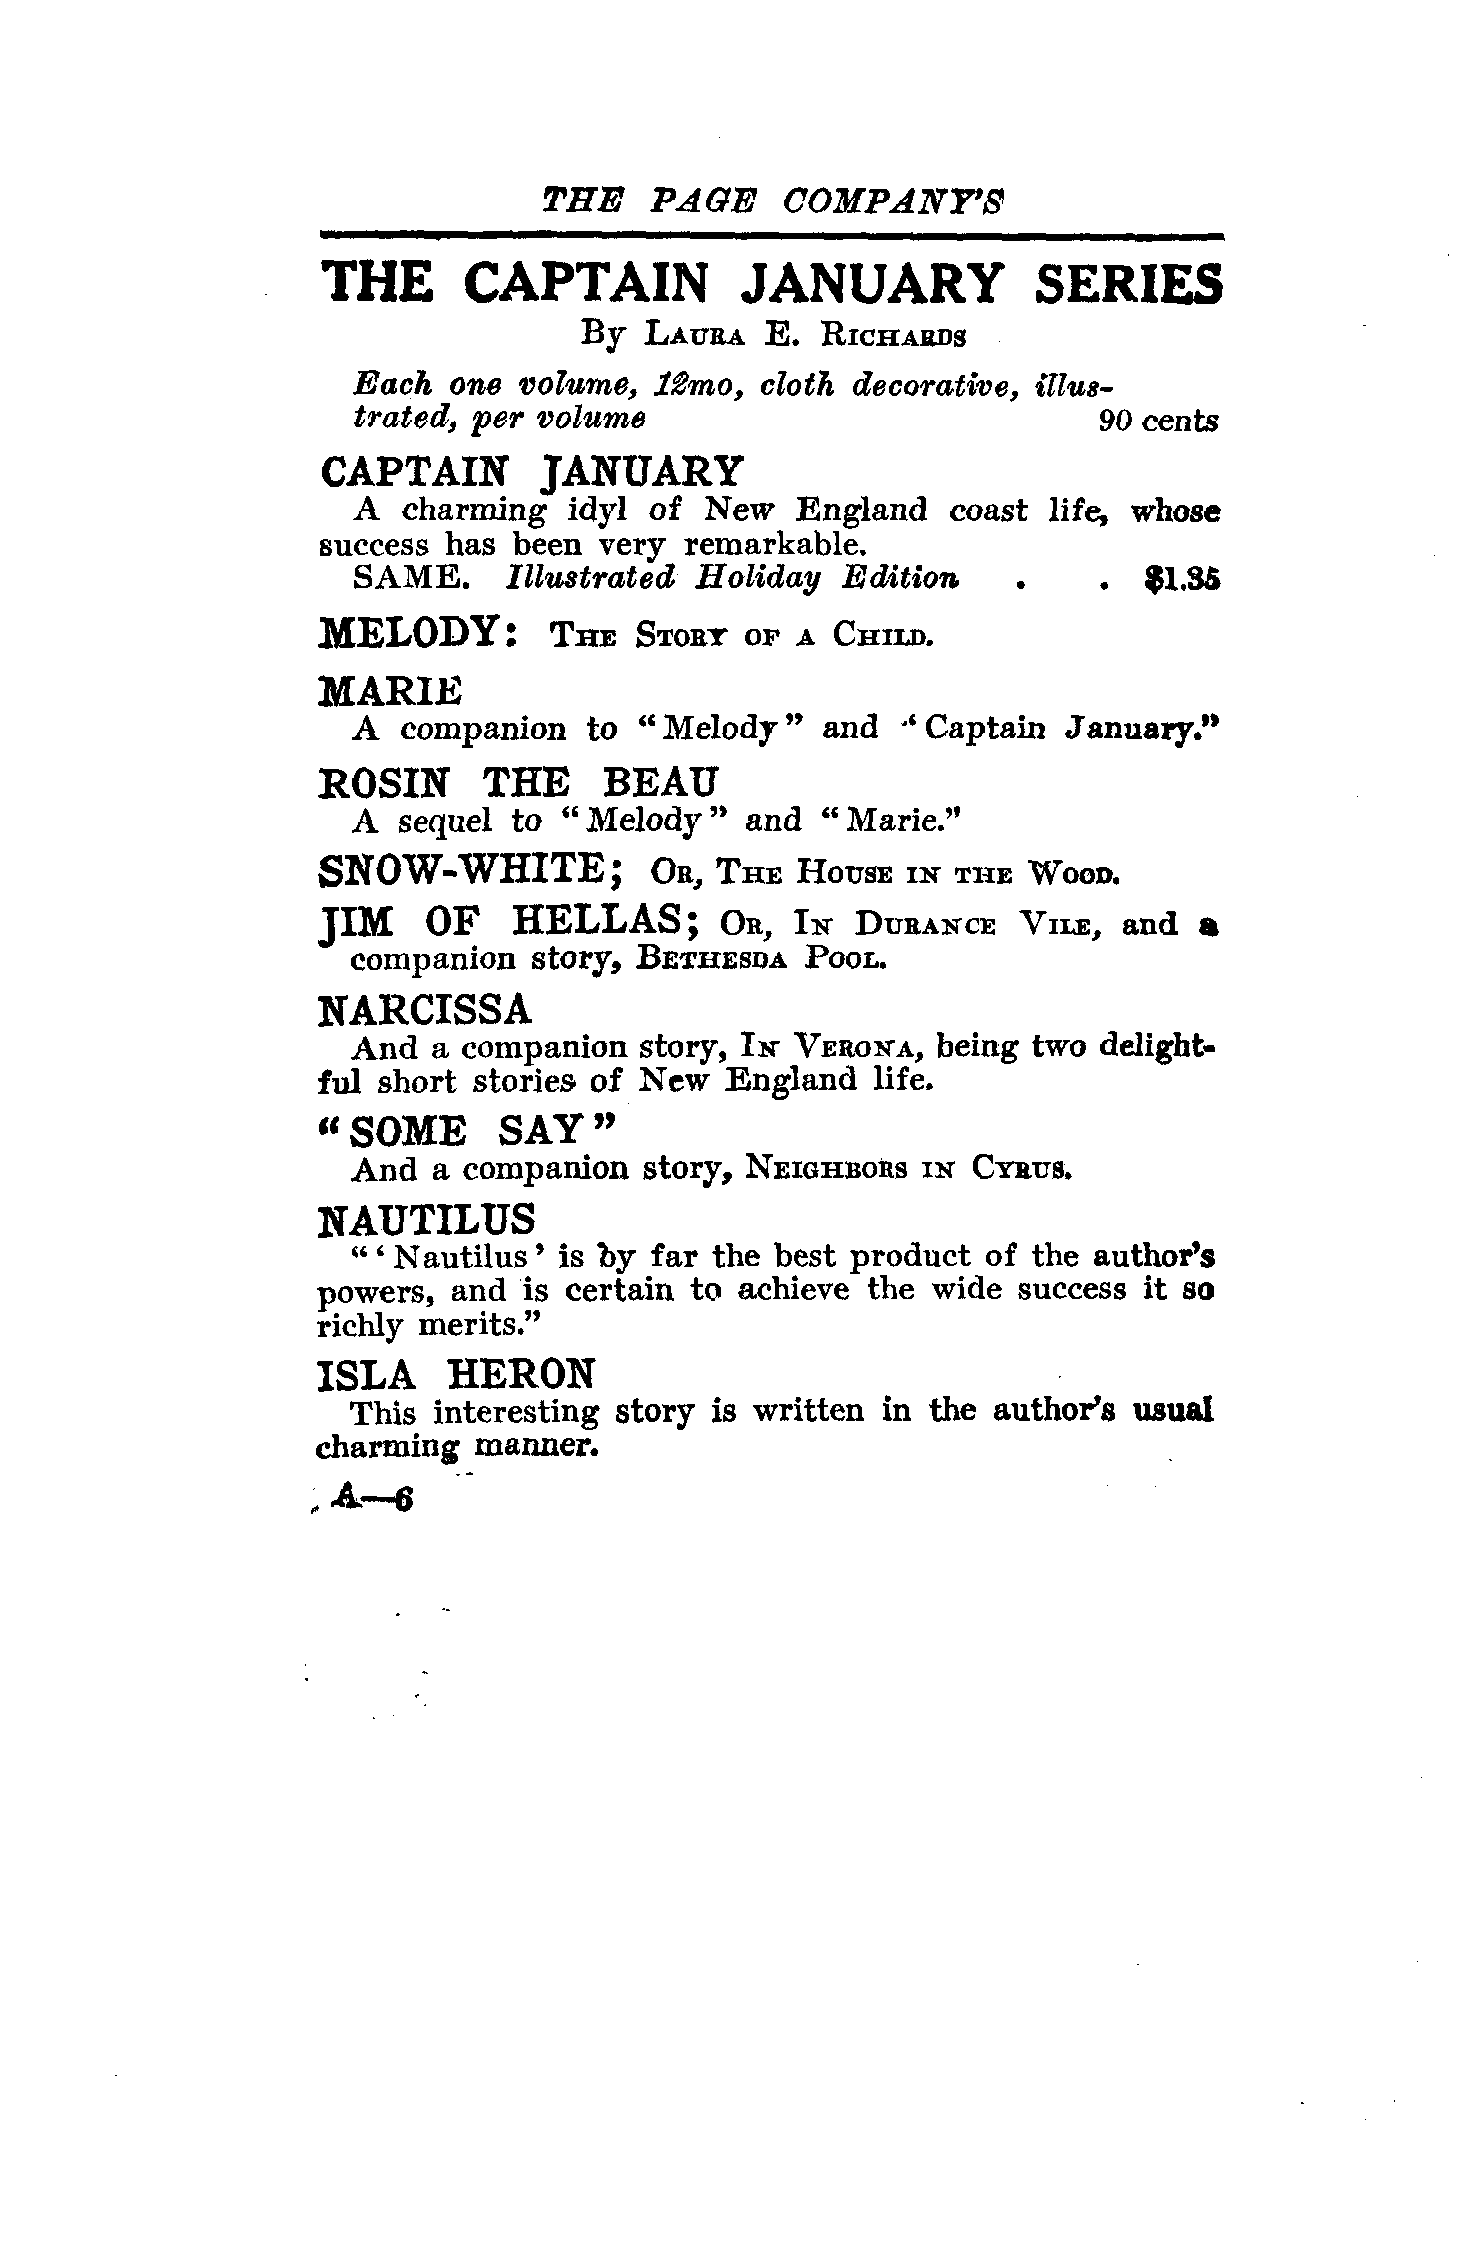 THE PAGE COMPANY'S
THE CAPTAIN JANUARY SERIES
By LAURA E. RICHARDS
Each one volume, 12mo, cloth decorative, illus-
trated, per volume 90 cents
CAPTAIN JANUARY
A charming idyl of New England coast life, whose
success has been very remarkable.
SAME. Illustrated Holiday Edition . . $1.35
MELODY: THE STORY OF A CHILD.
MARIE
A companion to "Melody" and "Captain January."
ROSIN THE BEAU
A sequel to "Melody" and "Marie."
SNOW-WHITE; OR, THE HOUSE IN THE WOOD.
JIM OF HELLAS; OR, IN DURANCE VILE, and a
companion story, BETHESDA POOL.
NARCISSA
And a companion story, IN VERONA, being two delight-
ful short stories of New England life.
"SOME SAY"
And a companion story, NEIGHBORS IN CYRUS.
NAUTILUS
"'Nautilus' is by far the best product of the author's
powers, and is certain to achieve the wide success it so
richly merits."
ISLA HERON
This interesting story is written in the author's usual
charming manner.
A—6